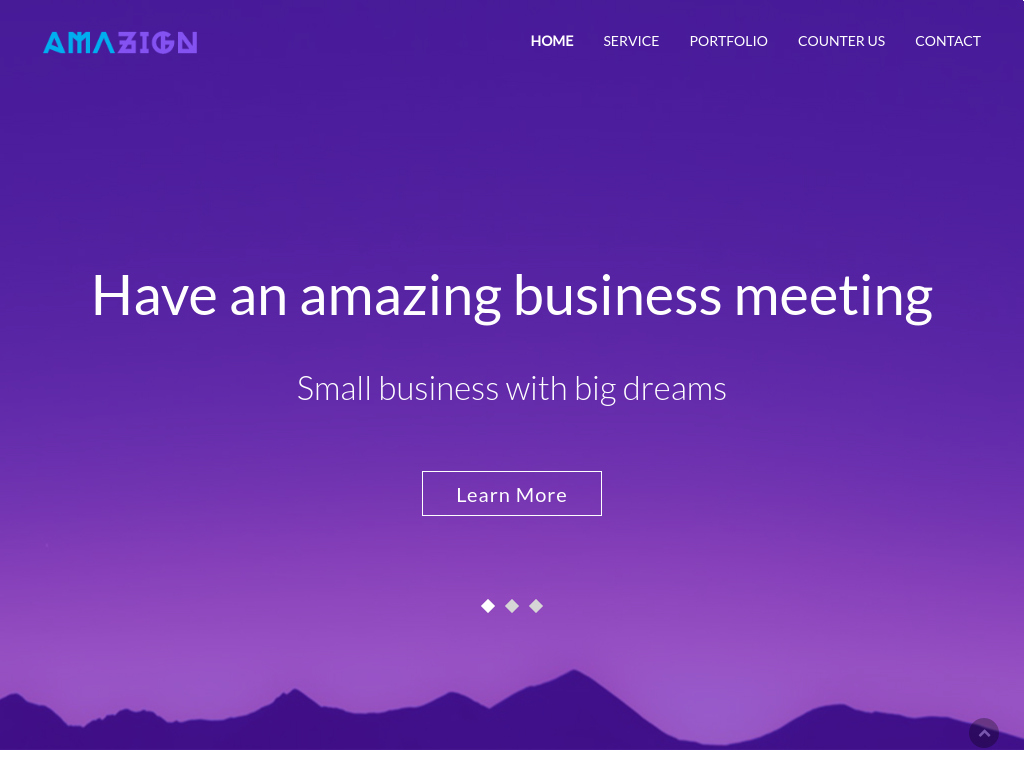 AMAZIGN
HOME SERVICE PORTFOLIO COUNTER US CONTACT
Have an amazing business meeting
Small business with big dreams
Learn More